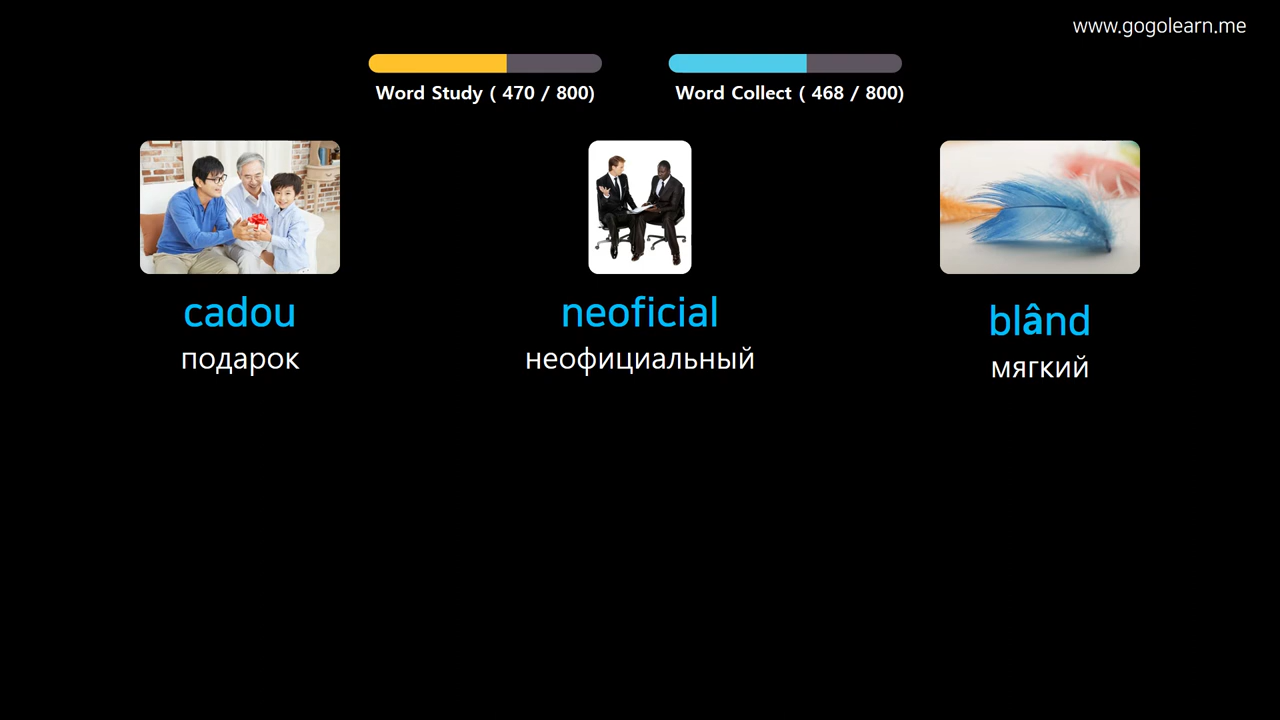 www.gogolearn.me
Word Study ( 470 / 800)
Word Collect ( 468 / 800)
cadou
подарок
neoficial
неофициальный
blând
мягкий